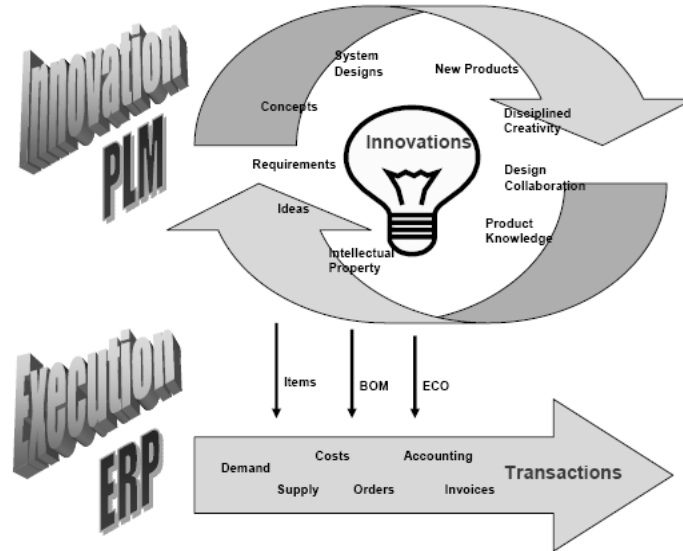 Innovation
PLM
System
Designs
New Products
Concepts
Disciplined
Creativity
Innovations
Requirements
Design
Collaboration
Ideas
Product
Knowledge
Intellectual
Property
Execution
ERP
Items
BOM
ECO
Costs
Accounting
Demand
Transactions
Supply
Orders
Invoices